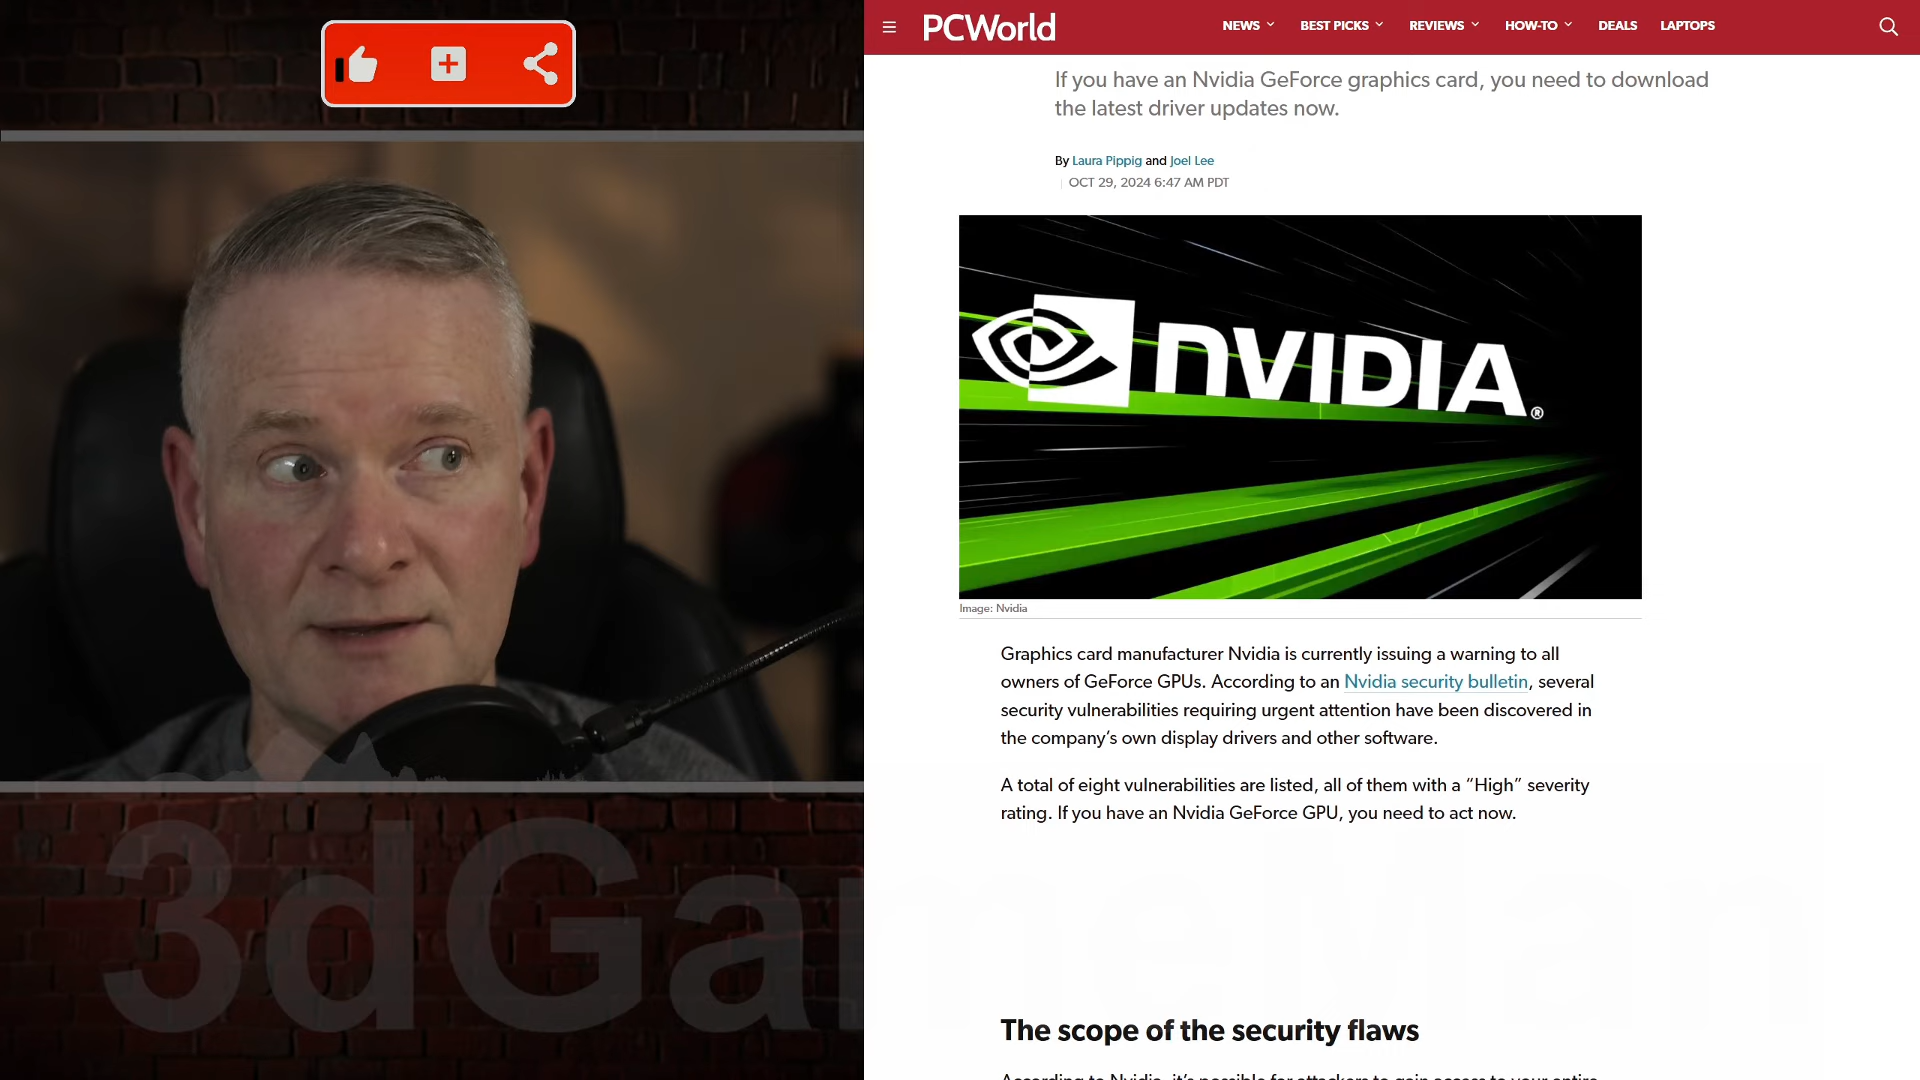 PCWorld
NEWS
BEST PICKS
REVIEWS
HOW-TO
DEALS
LAPTOPS
If you have an Nvidia GeForce graphics card, you need to download
the latest driver updates now.
By Laura Pippig and Joel Lee
OCT 29, 2024 6:47 AM PDT
NVIDIA®
Image: Nvidia
Graphics card manufacturer Nvidia is currently issuing a warning to all
owners of GeForce GPUs. According to an Nvidia security bulletin, several
security vulnerabilities requiring urgent attention have been discovered in
the company’s own display drivers and other software.
A total of eight vulnerabilities are listed, all of them with a “High” severity
rating. If you have an Nvidia GeForce GPU, you need to act now.
3dGameMan
The scope of the security flaws
According to Nvidia, it’s possible for attackers to gain access to your entire